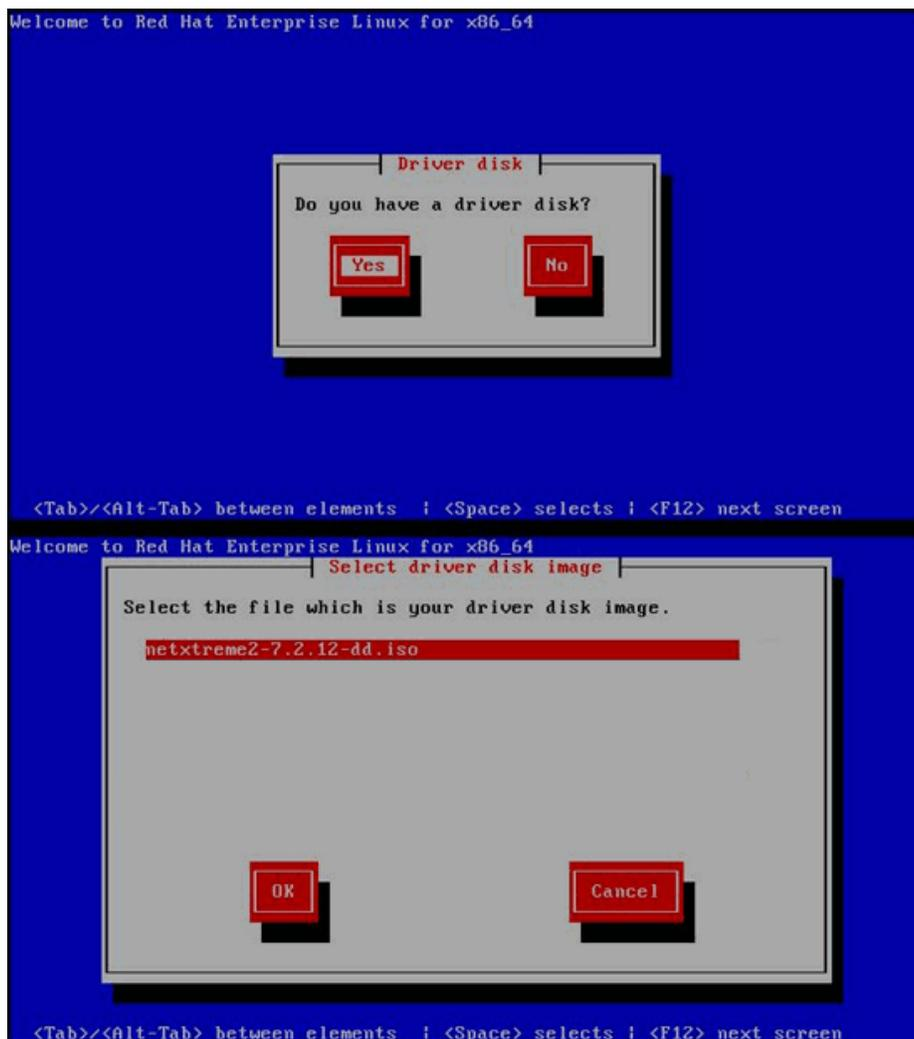 Welcome to Red Hat Enterprise Linux for x86_64
Driver disk
Do you have a driver disk?
Yes No
<Tab>/<Alt-Tab> between elements | <Space> selects | <F12> next screen
Welcome to Red Hat Enterprise Linux for x86_64
Select driver disk image
Select the file which is your driver disk image.
netxtreme2-7.2.12-dd.iso
OK Cancel
<Tab>/<Alt-Tab> between elements | <Space> selects | <F12> next screen